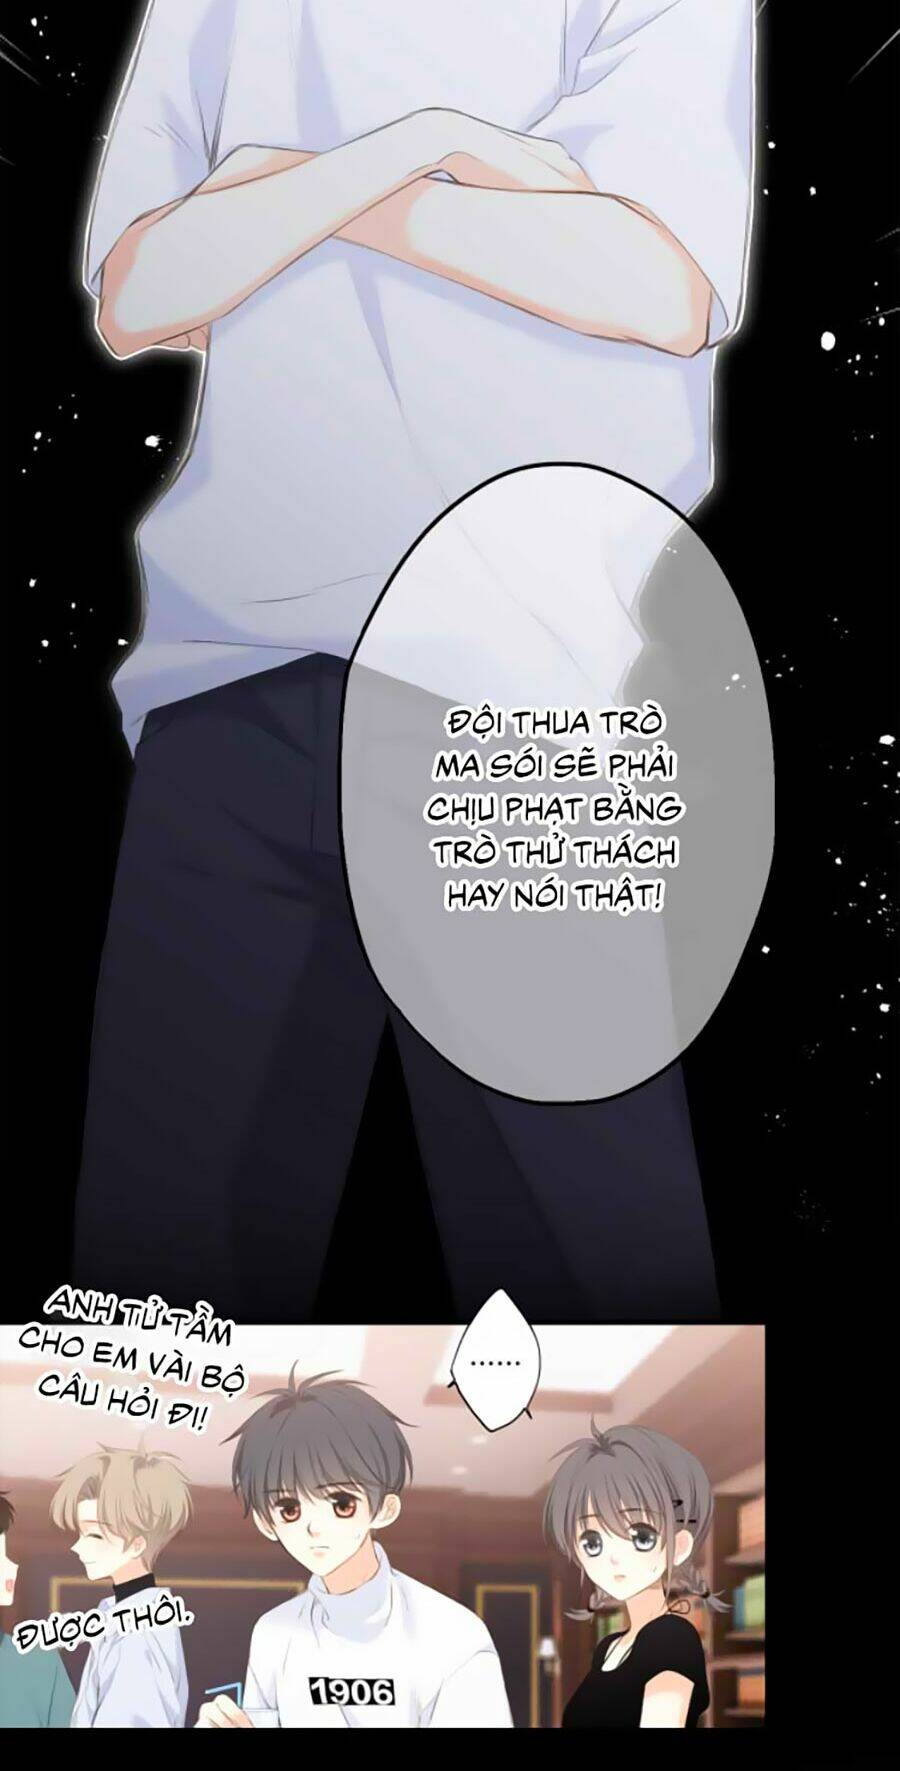 ĐỘI THUA TRÒ
MA SÓI SẼ PHẢI
CHỊU PHẠT BẰNG
TRÒ THỬ THÁCH
HAY NÓI THẬT!
ANH TỬ TẦM
CHO EM VÀI BỘ
CÂU HỎI ĐI!
......
ĐƯỢC THÔI.
1906